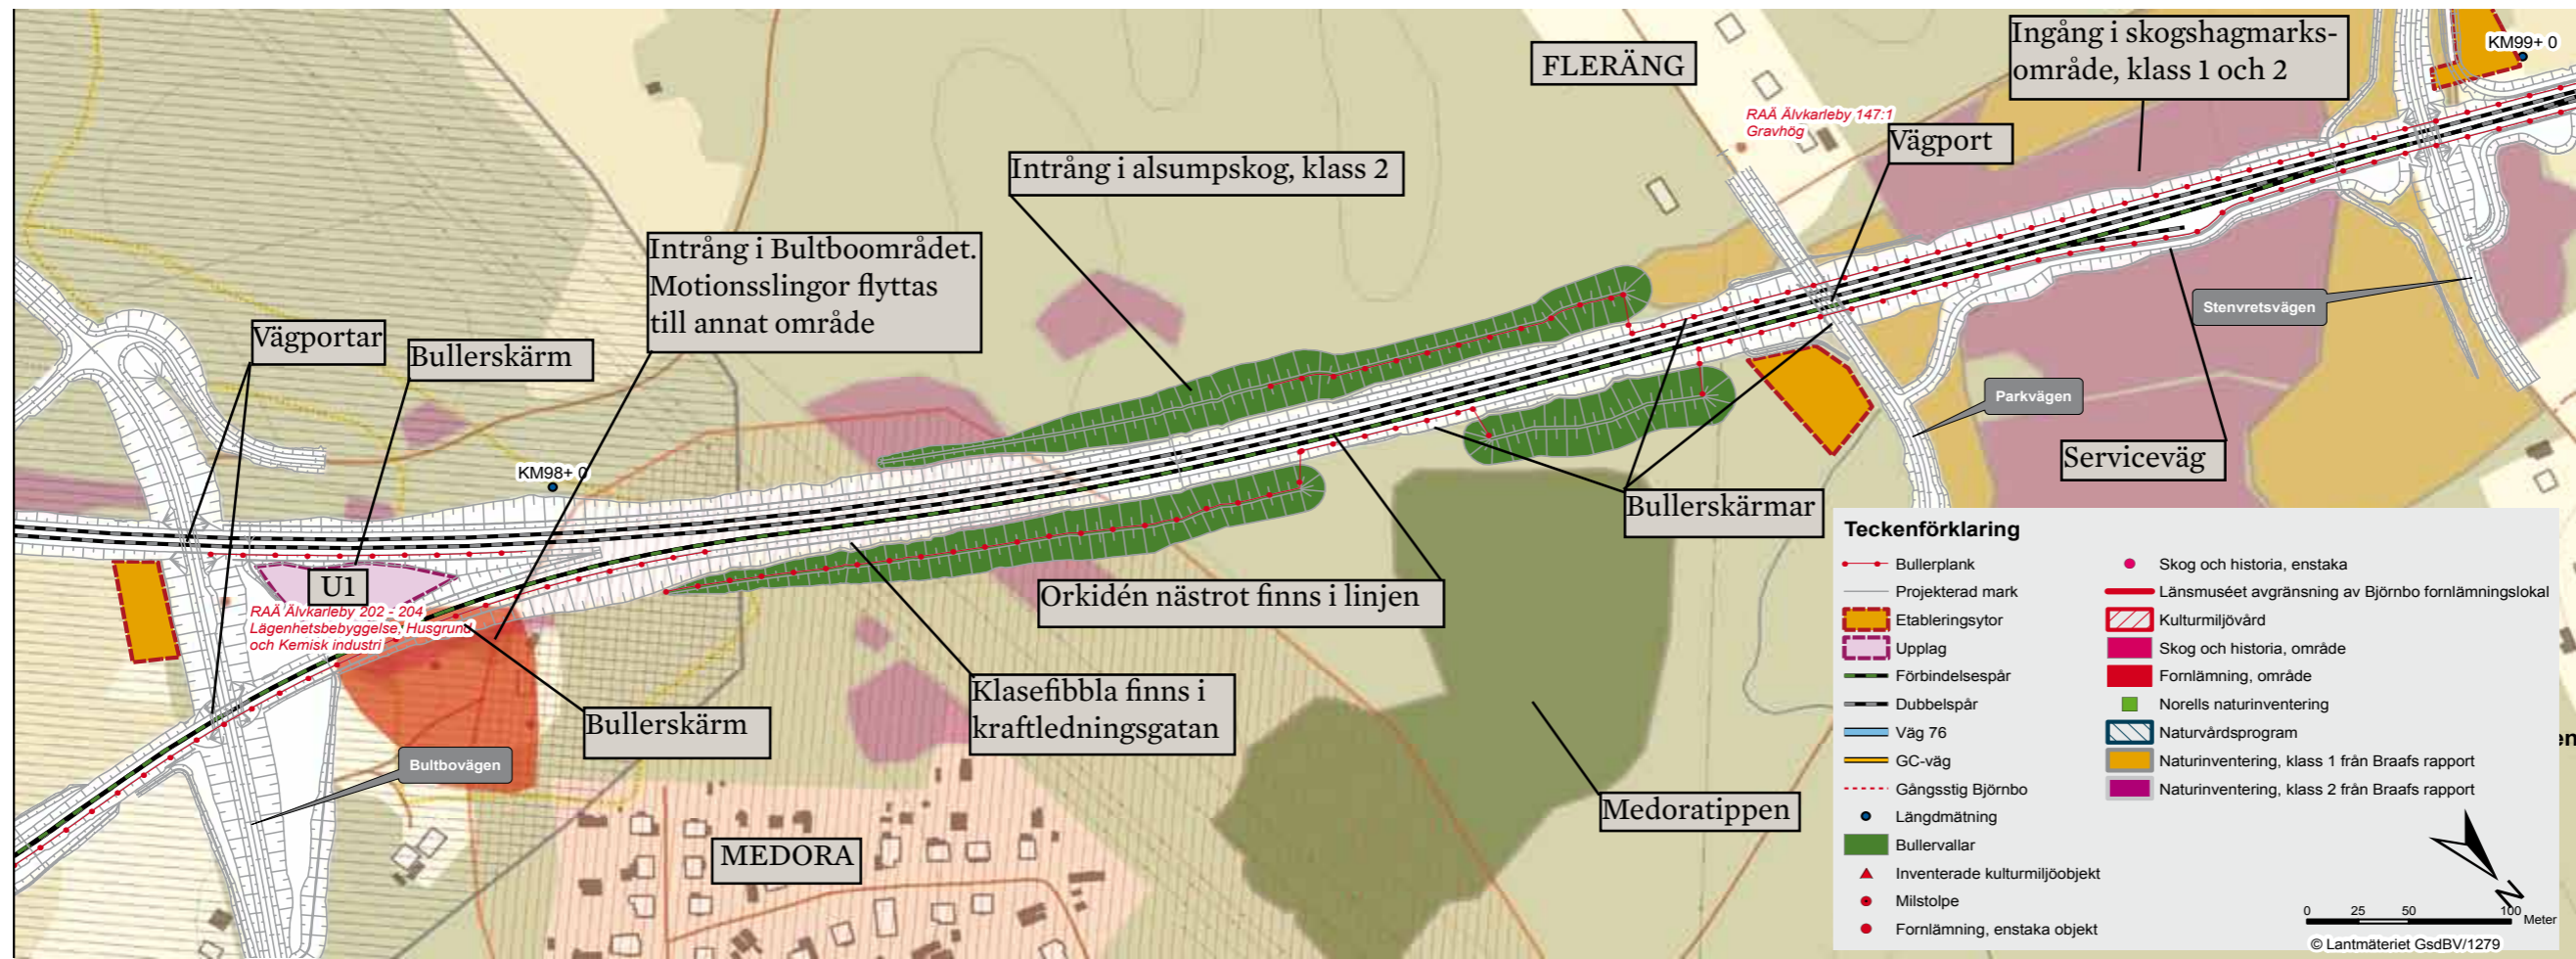 FLERÄNG
Ingång i skogshagmarks-
område, klass 1 och 2
KM99+ 0
RAÄ Älvkarleby 147:1
Gravhög
Vägport
Intrång i alsumpskog, klass 2
Intrång i Bultboområdet.
Motionsslingor flyttas
till annat område
Vägportar
Bullerskärm
Stenvretsvägen
Parkvägen
Serviceväg
KM98+ 0
Bullerskärmar
U1
RAÄ Älvkarleby 202 - 204
Lägenhetsbebyggelse, Husgrund
och Kemisk industri
Orkidén nästrot finns i linjen
Klasefibbla finns i
kraftledningsgatan
Bullerskärm
Bultbovägen
Medoratippen
MEDORA
Teckenförklaring
Bullerplank
Projekterad mark
Etableringsytor
Upplag
Förbindelsespår
Dubbelspår
Väg 76
GC-väg
Gångsstig Björnbo
Längdmätning
Bullervallar
Inventerade kulturmiljöobjekt
Milstolpe
Fornlämning, enstaka objekt
Skog och historia, enstaka
Länsmuséet avgränsning av Björnbo fornlämningslokal
Kulturmiljövård
Skog och historia, område
Fornlämning, område
Norells naturinventering
Naturvårdsprogram
Naturinventering, klass 1 från Braafs rapport
Naturinventering, klass 2 från Braafs rapport
en
N
0 25 50 100 Meter
© Lantmäteriet GsdBV/1279